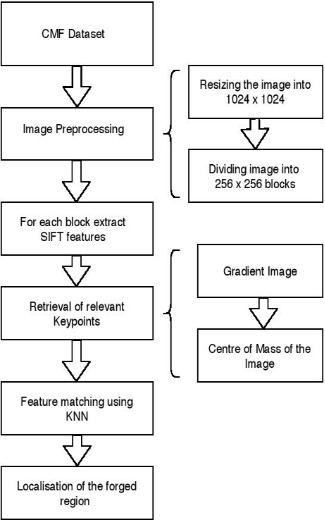 CMF Dataset
Image Preprocessing
Resizing the image into
1024 x 1024
Dividing image into
256 x 256 blocks
For each block extract
SIFT features
Retrieval of relevant
Keypoints
Gradient Image
Centre of Mass of the
Image
Feature matching using
KNN
Localisation of the forged
region